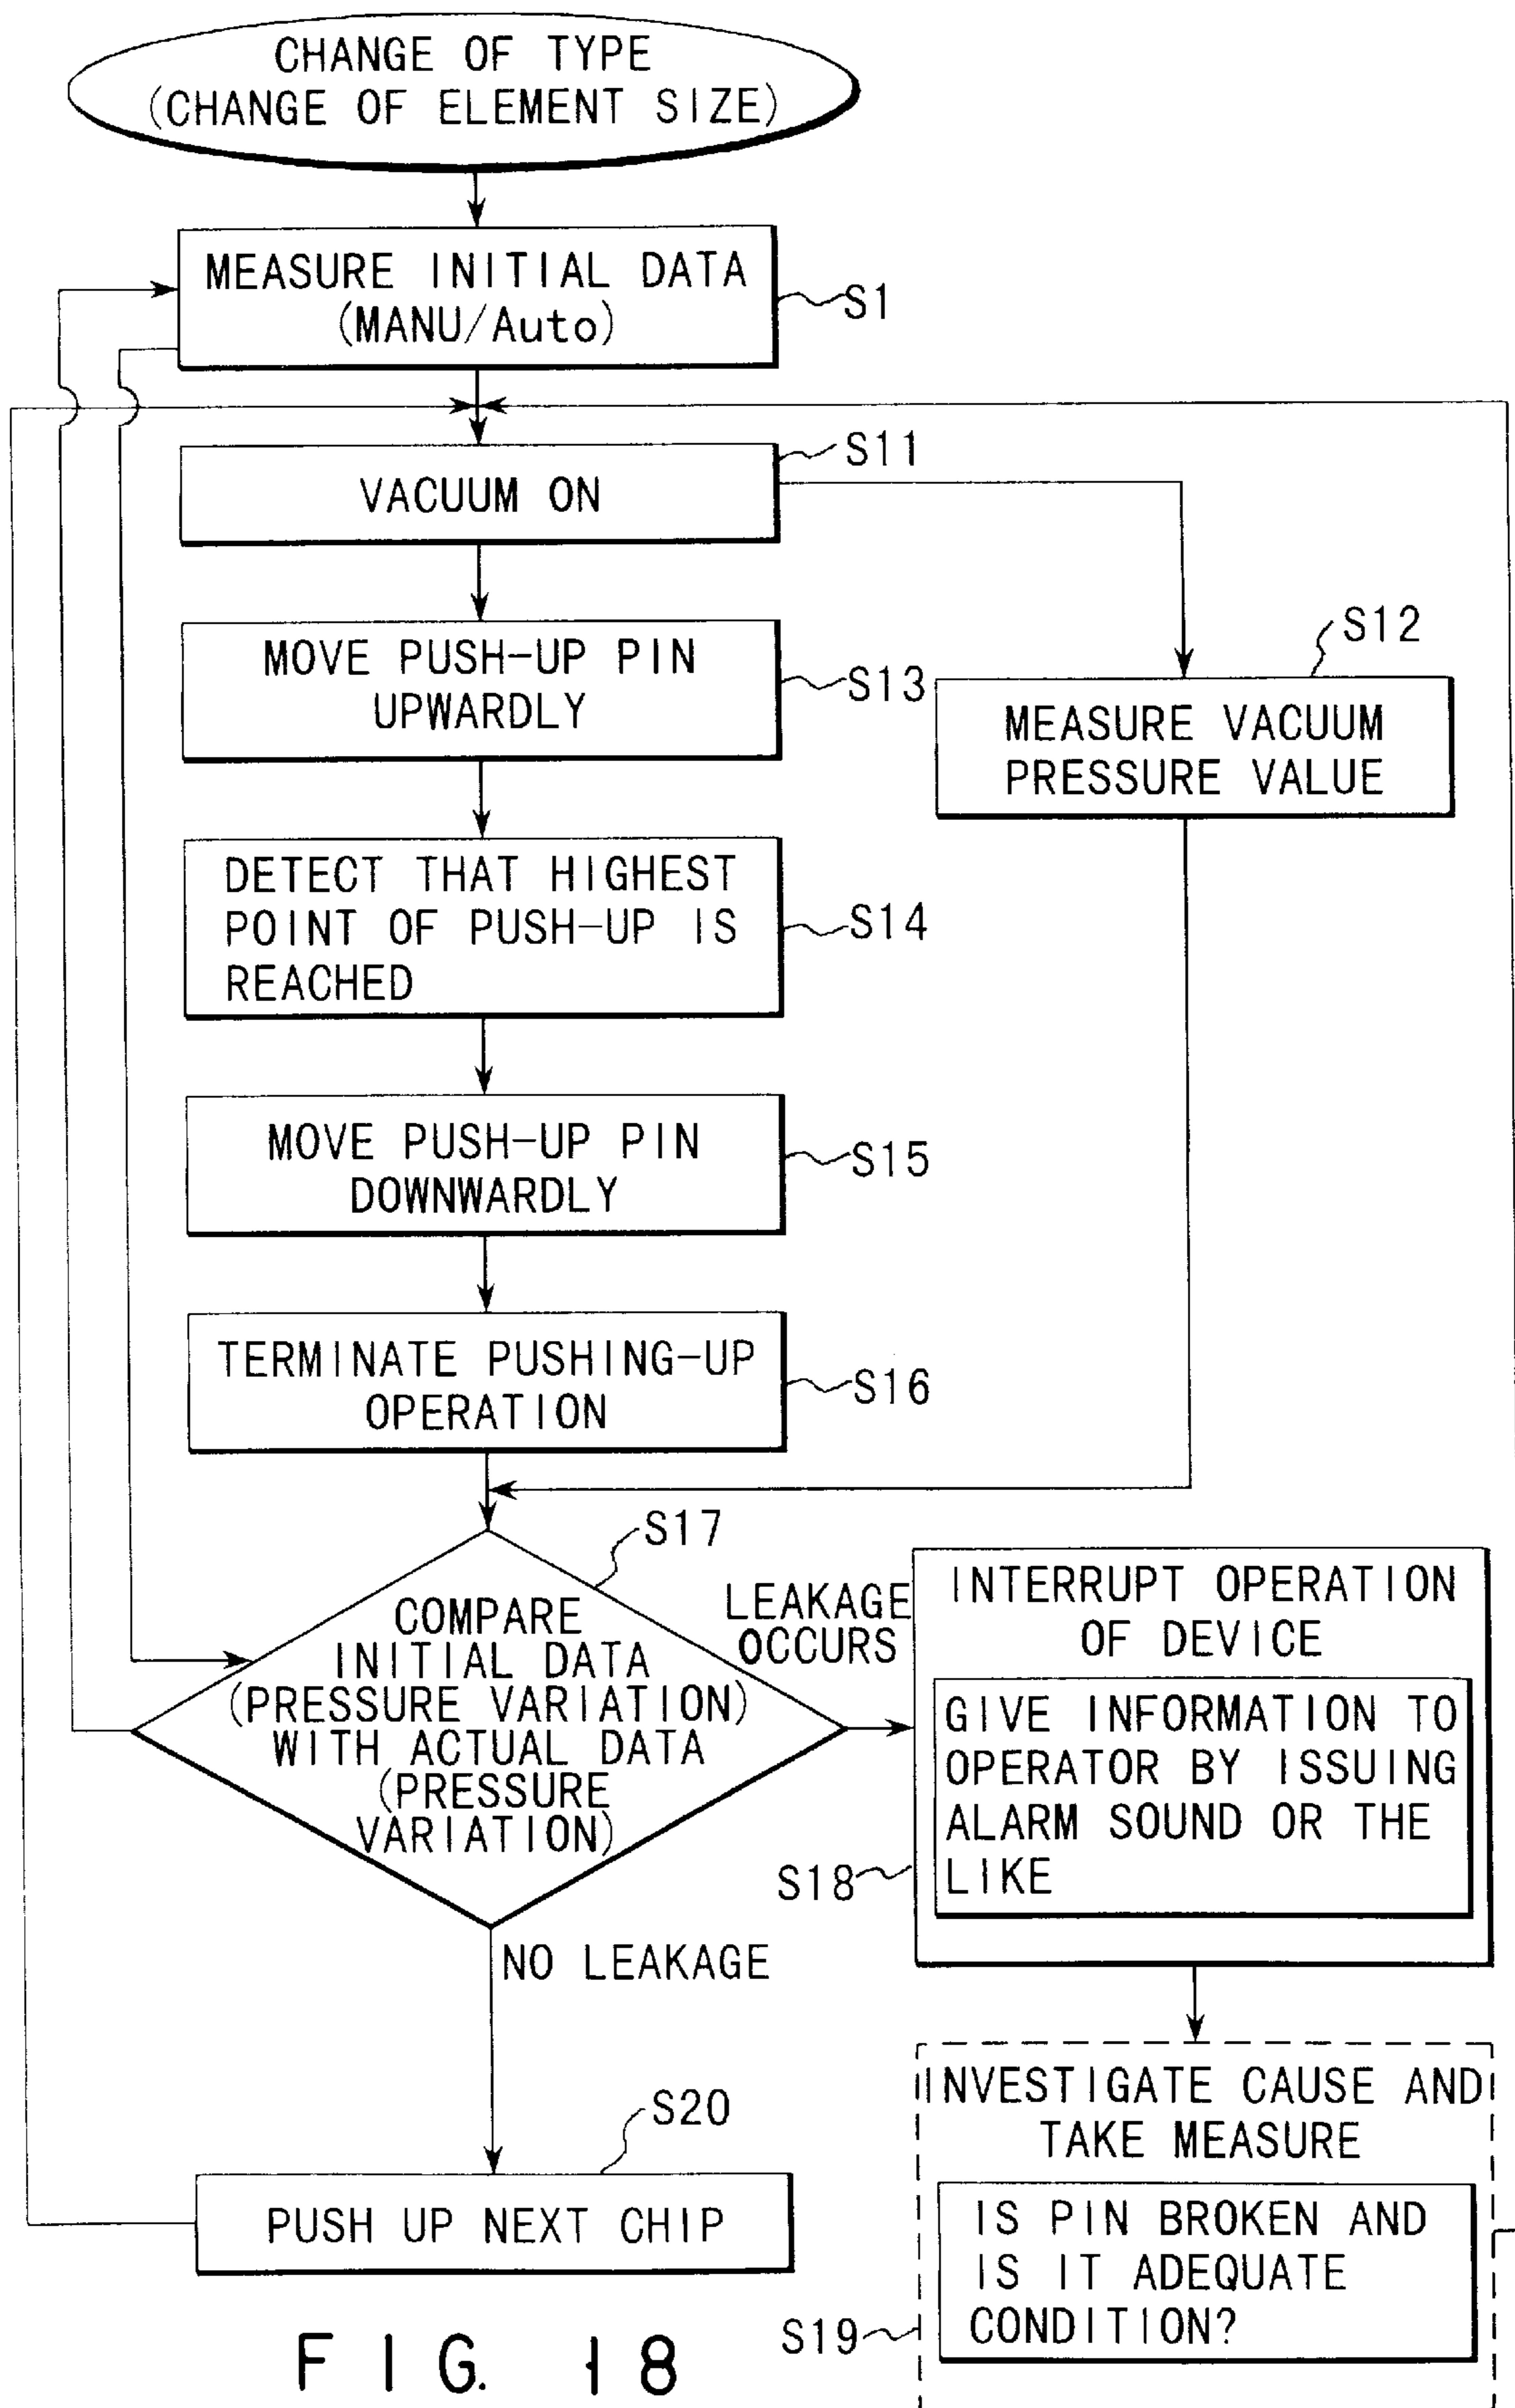 CHANGE OF TYPE
(CHANGE OF ELEMENT SIZE)
MEASURE INITIAL DATA
(MANU/Auto)
S1
S11
VACUUM ON
S12
MOVE PUSH-UP PIN
UPWARDLY
S13
MEASURE VACUUM
PRESSURE VALUE
DETECT THAT HIGHEST
POINT OF PUSH-UP IS
REACHED
S14
MOVE PUSH-UP PIN
DOWNWARDLY
S15
TERMINATE PUSHING-UP
OPERATION
S16
S17
COMPARE
INITIAL DATA
(PRESSURE VARIATION)
WITH ACTUAL DATA
(PRESSURE
VARIATION)
LEAKAGE
OCCURS
INTERRUPT OPERATION
OF DEVICE
GIVE INFORMATION TO
OPERATOR BY ISSUING
ALARM SOUND OR THE
LIKE
S18
NO LEAKAGE
INVESTIGATE CAUSE AND
TAKE MEASURE
IS PIN BROKEN AND
IS IT ADEQUATE
CONDITION?
S19
S20
PUSH UP NEXT CHIP
FIG. 18